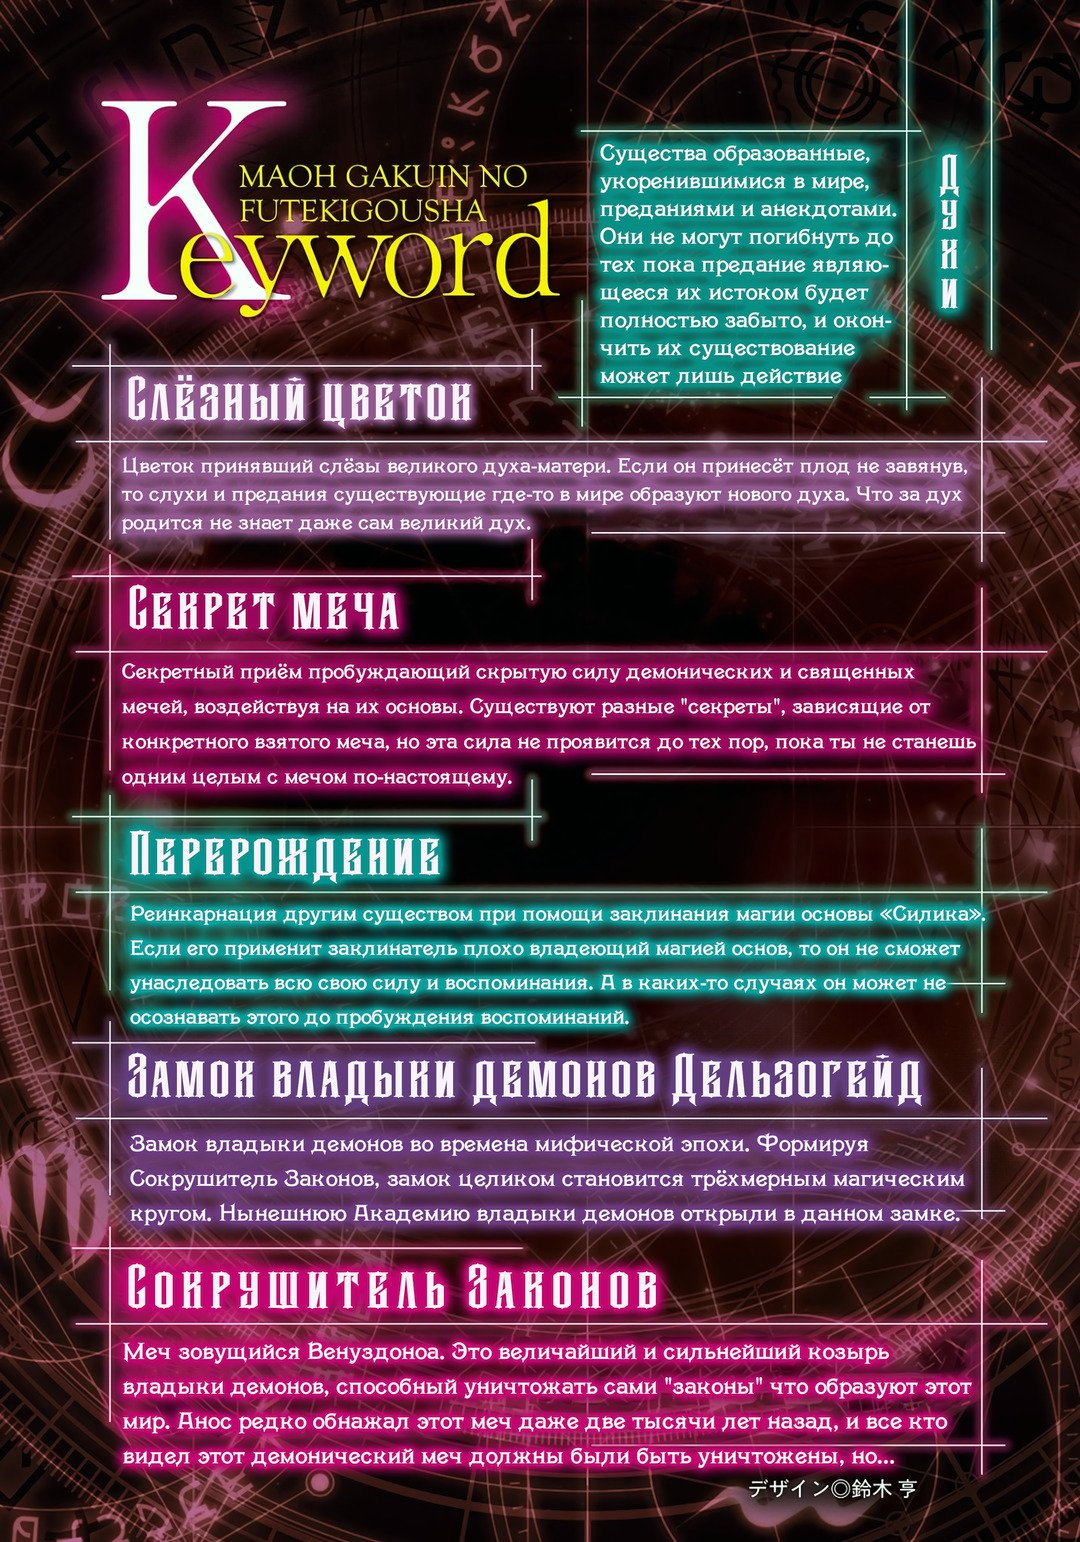 Keyword
MAOH GAKUIN NO
FUTEKIGOUSHA
Духи
Существа образованные,
укоренившимися в мире,
преданиями и анекдотами.
Они не могут погибнуть до
тех пока предание являю-
щееся их истоком будет
полностью забыто, и окон-
чить их существование
может лишь действие
Слёзный цветок
Цветок принявший слёзы великого духа-матери. Если он принесёт плод не завянув,
то слухи и предания существующие где-то в мире образуют нового духа. Что за дух
родится не знает даже сам великий дух.
Секрет меча
Секретный приём пробуждающий скрытую силу демонических и священных
мечей, воздействуя на их основы. Существуют разные "секреты", зависящие от
конкретного взятого меча, но эта сила не проявится до тех пор, пока ты не станешь
одним целым с мечом по-настоящему.
Перерождение
Реинкарнация другим существом при помощи заклинания магии основы «Силика».
Если его применит заклинатель плохо владеющий магией основ, то он не сможет
унаследовать всю свою силу и воспоминания. А в каких-то случаях он может не
осознавать этого до пробуждения воспоминаний.
Замок владыки демонов Дельзогейд
Замок владыки демонов во времена мифической эпохи. Формируя
Сокрушитель Законов, замок целиком становится трёхмерным магическим
кругом. Нынешнюю Академию владыки демонов открыли в данном замке.
Сокрушитель Законов
Меч зовущийся Венуздоноа. Это величайший и сильнейший козырь
владыки демонов, способный уничтожать сами "законы" что образуют этот
мир. Анос редко обнажал этот меч даже две тысячи лет назад, и все кто
видел этот демонический меч должны были быть уничтожены, но...
デザイン◎鈴木 亨